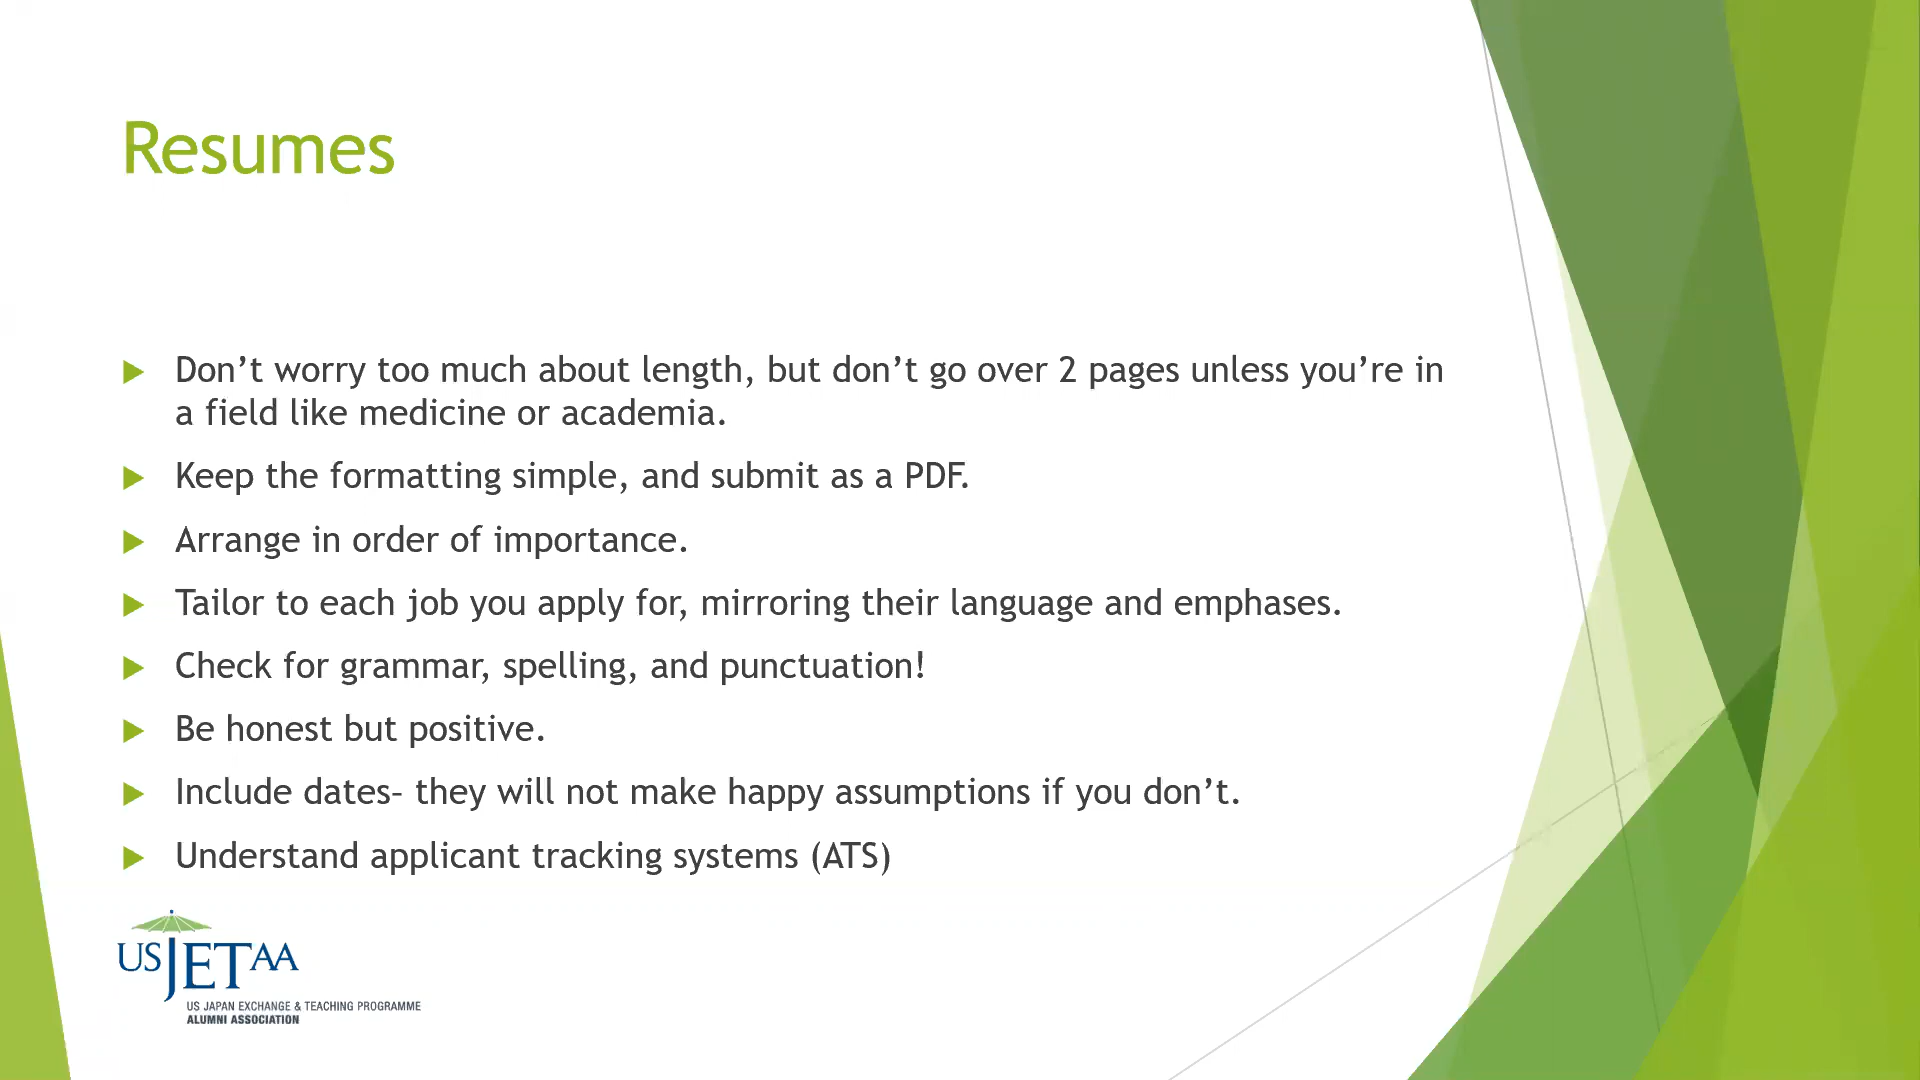 Resumes
Don’t worry too much about length, but don’t go over 2 pages unless you’re in
a field like medicine or academia.
Keep the formatting simple, and submit as a PDF.
Arrange in order of importance.
Tailor to each job you apply for, mirroring their language and emphases.
Check for grammar, spelling, and punctuation!
Be honest but positive.
Include dates– they will not make happy assumptions if you don’t.
Understand applicant tracking systems (ATS)
US JET AA
US JAPAN EXCHANGE & TEACHING PROGRAMME
ALUMNI ASSOCIATION